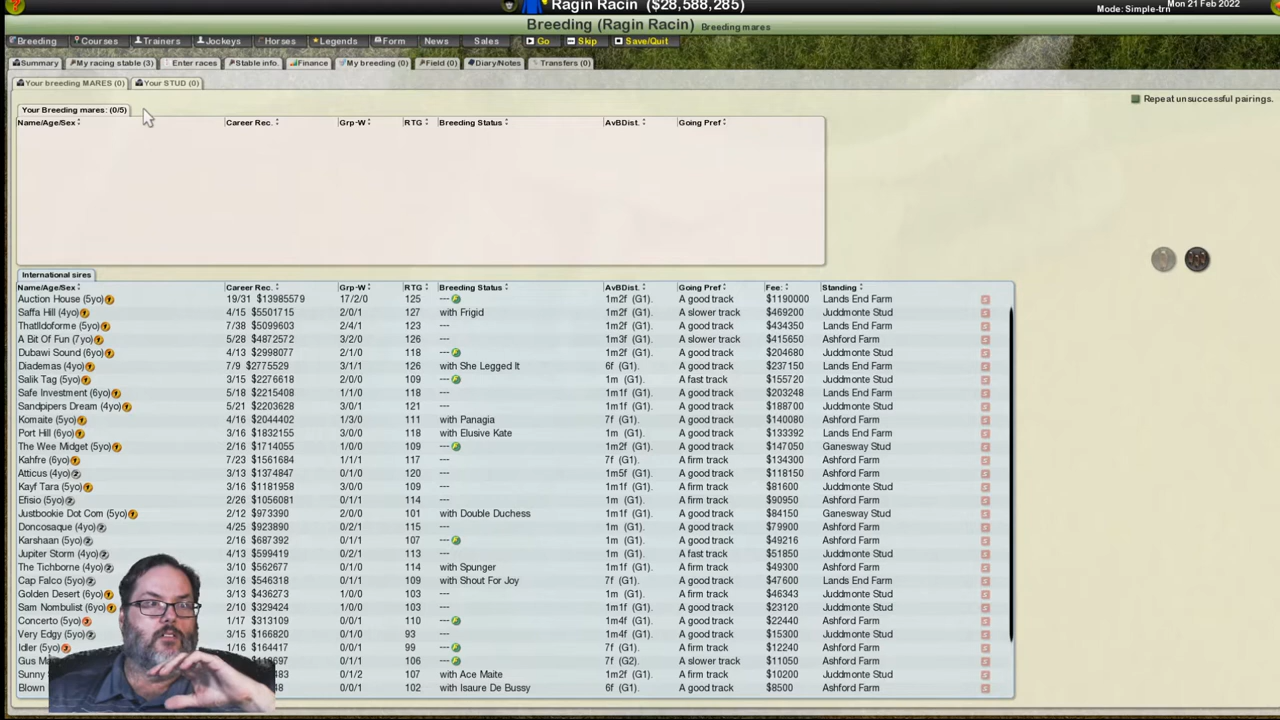 Ragin Racin ($28,588,285)
Mode: Simple-trn
Mon 21 Feb 2022
Breeding (Ragin Racin) Breeding mares
Breeding Courses Trainers Jockeys Horses Legends Form News Sales Go Skip Save/Quit
Summary My racing stable (3) Enter races Stable info. Finance My breeding (0) Field (0) Diary/Notes Transfers (0)
Your breeding MARES (0) Your STUD (0)
Repeat unsuccessful pairings.
Your Breeding mares: (0/5)
Name/Age/Sex Career Rec. Grp-W RTG Breeding Status AvBDist. Going Pref
International sires
Name/Age/Sex Career Rec. Grp-W RTG Breeding Status AvBDist. Going Pref Fee: Standing
Auction House (5yo) 19/31 $13985579 17/2/0 125 --- 1m2f (G1). A good track $1190000 Lands End Farm
Saffa Hill (4yo) 4/15 $5501715 2/0/1 127 with Frigid 1m2f (G1). A slower track $469200 Juddmonte Stud
Thatildoforme (5yo) 7/38 $5099603 2/4/1 123 --- 1m2f (G1). A good track $434350 Lands End Farm
A Bit Of Fun (7yo) 5/28 $4872572 3/2/0 126 --- 1m3f (G1). A slower track $415650 Ashford Farm
Dubawi Sound (6yo) 4/13 $2998077 2/1/0 118 --- 1m2f (G1). A good track $204680 Juddmonte Stud
Diademas (4yo) 7/9 $2775529 3/1/1 126 with She Legged It 6f (G1). A good track $237150 Lands End Farm
Salik Tag (5yo) 3/15 $2276618 2/0/0 109 --- 1m (G1). A fast track $155720 Juddmonte Stud
Safe Investment (6yo) 5/18 $2215408 1/1/0 118 --- 1m1f (G1). A good track $203248 Lands End Farm
Sandpipers Dream (4yo) 5/21 $2203628 3/0/1 121 --- 1m1f (G1). A good track $188700 Juddmonte Stud
Komaite (5yo) 4/16 $2044402 1/3/0 111 with Panagia 7f (G1). A good track $140080 Ashford Farm
Port Hill (6yo) 3/16 $1832155 3/0/0 118 with Elusive Kate 1m (G1). A good track $133392 Lands End Farm
The Wee Midget (5yo) 2/16 $1714055 1/0/0 109 --- 1m2f (G1). A good track $147050 Ganesway Stud
Kahfre (6yo) 7/23 $1561684 1/1/1 117 --- 7f (G1). A good track $134300 Ashford Farm
Atticus (4yo) 3/13 $1374847 0/1/0 120 --- 1m5f (G1). A good track $118150 Ashford Farm
Kayf Tara (5yo) 3/16 $1181958 3/0/0 109 --- 1m1f (G1). A firm track $81600 Juddmonte Stud
Efisio (5yo) 2/26 $1056081 0/1/1 114 --- 1m (G1). A good track $90950 Ashford Farm
Justbookie Dot Com (5yo) 2/12 $973390 2/0/0 101 with Double Duchess 1m1f (G1). A good track $84150 Ganesway Stud
Doncosaque (4yo) 4/25 $923890 0/2/1 115 --- 1m (G1). A good track $79900 Ashford Farm
Karshaan (5yo) 2/16 $687392 0/1/1 107 --- 1m (G1). A good track $49216 Ashford Farm
Jupiter Storm (4yo) 4/13 $599419 0/2/1 113 --- 1m (G1). A fast track $51850 Juddmonte Stud
The Tichborne (4yo) 3/10 $562677 0/1/0 114 with Spunger 1m1f (G1). A firm track $49300 Ashford Farm
Cap Falco (5yo) 3/16 $546318 0/1/1 109 with Shout For Joy 7f (G1). A good track $47600 Lands End Farm
Golden Desert (6yo) 3/13 $436273 1/0/0 103 --- 1m (G1). A firm track $46343 Juddmonte Stud
Sam Nombulist (6yo) 2/10 $329424 1/0/0 103 --- 1m1f (G1). A good track $23120 Juddmonte Stud
Concerto (5yo) 1/17 $313109 0/0/1 110 --- 1m4f (G1). A good track $22440 Ashford Farm
Very Edgy (5yo) 3/15 $166820 0/1/0 93 --- 1m4f (G1). A good track $15300 Juddmonte Stud
Idler (5yo) 1/16 $164417 0/0/1 99 --- 7f (G1). A firm track $12240 Ashford Farm
Gus 0/1/1 106 --- 7f (G2). A slower track $11050 Ashford Farm
Sunny 0/1/2 107 with Ace Maite 1m1f (G1). A firm track $10200 Juddmonte Stud
Blown 0/0/1 102 with Isaure De Bussy 6f (G1). A good track $8500 Ashford Farm